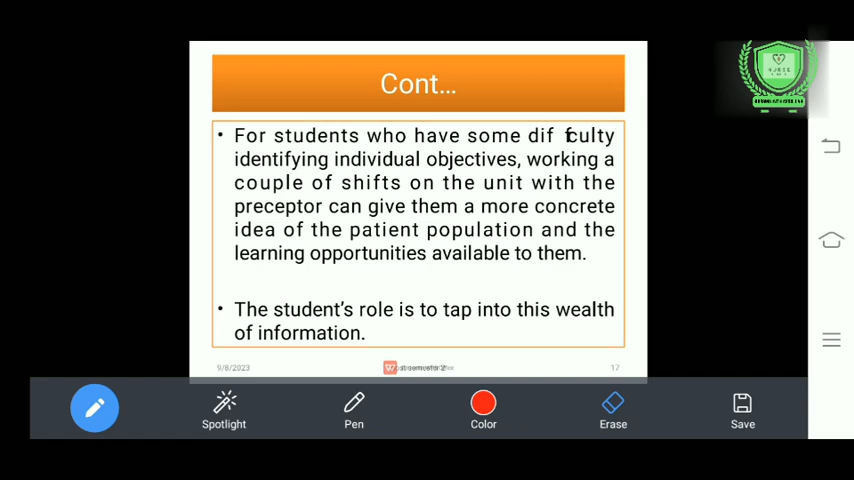 Cont...
• For students who have some dif fculty
identifying individual objectives, working a
couple of shifts on the unit with the
preceptor can give them a more concrete
idea of the patient population and the
learning opportunities available to them.
• The student's role is to tap into this wealth
of information.
9/8/2023
17
Spotlight
Pen
Color
Erase
Save